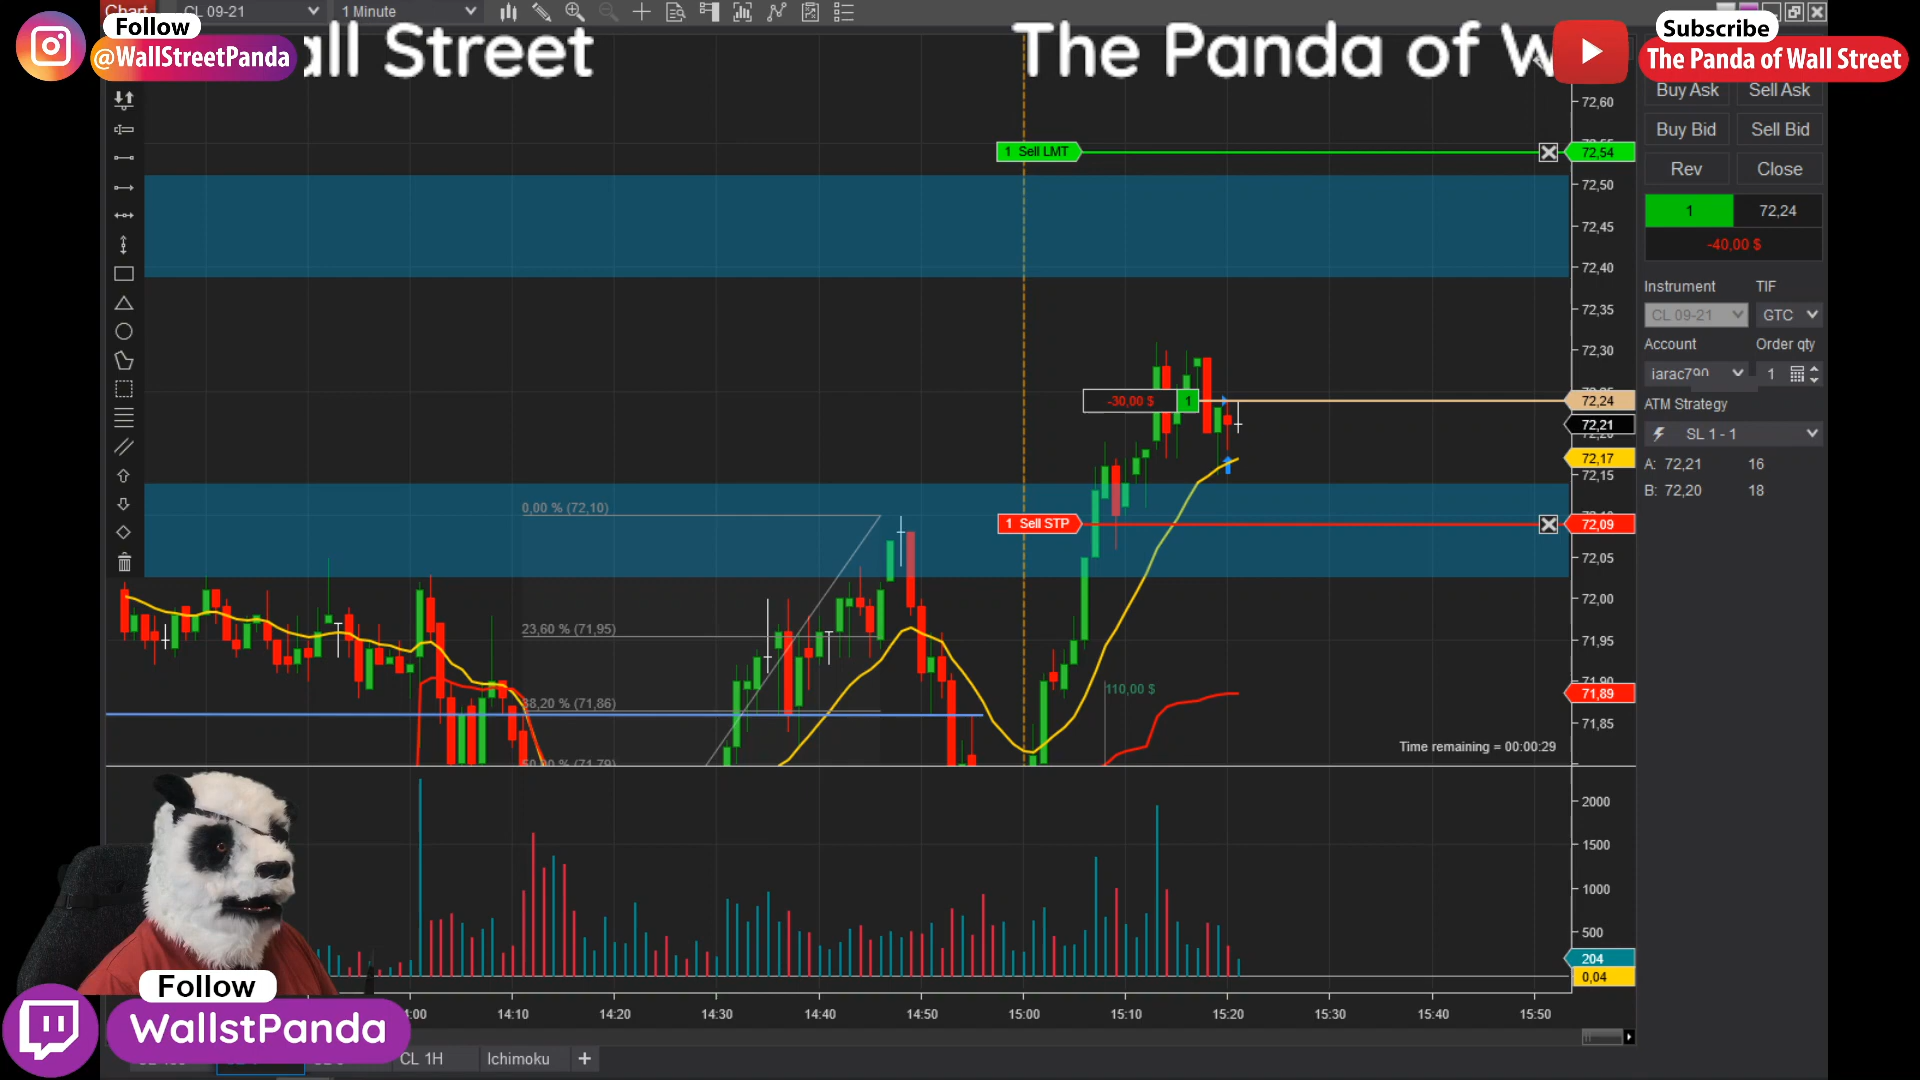 Chart
CL 09-21
1 Minute
Follow
@WallStreetPanda
all Street
The Panda of W
Subscribe
The Panda of Wall Street
Buy Ask
Sell Ask
Buy Bid
Sell Bid
Rev
Close
1
72,24
-40,00 $
Instrument
TIF
CL 09-21
GTC
Account
Order qty
1
ATM Strategy
SL 1 - 1
A: 72,21
16
B: 72,20
18
72,60
1 Sell LMT
72,54
72,50
72,45
72,40
72,35
72,30
-30,00 $
1
72,24
72,21
72,17
72,15
0,00 % (72,10)
1 Sell STP
72,09
72,05
72,00
23,60 % (71,95)
71,95
110,00 $
71,89
38,20 % (71,86)
71,85
Time remaining = 00:00:29
50,00 % (71,79)
2000
1500
1000
500
204
0,04
14:10
14:20
14:30
14:40
14:50
15:00
15:10
15:20
15:30
15:40
15:50
Follow
WallstPanda
CL 1H
Ichimoku
+